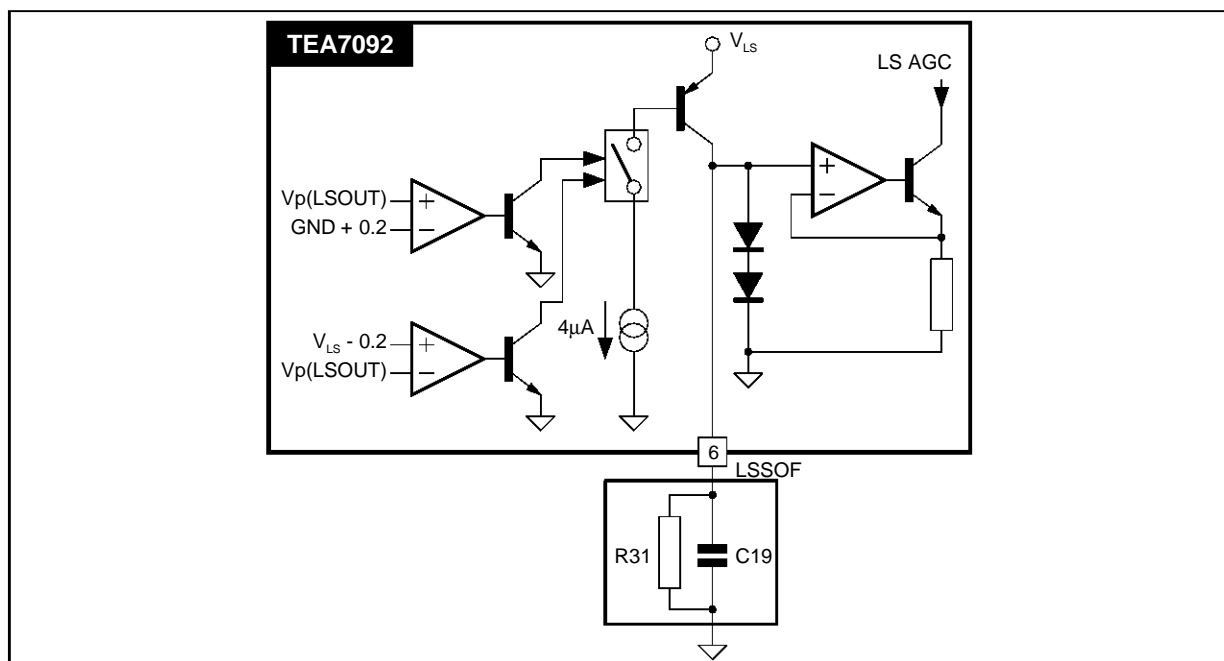 TEA7092
V_LS
LS AGC
Vp(LSOUT)
+
GND + 0.2
−
+
−
V_LS - 0.2
+
Vp(LSOUT)
−
4µA
6
LSSOF
R31
C19